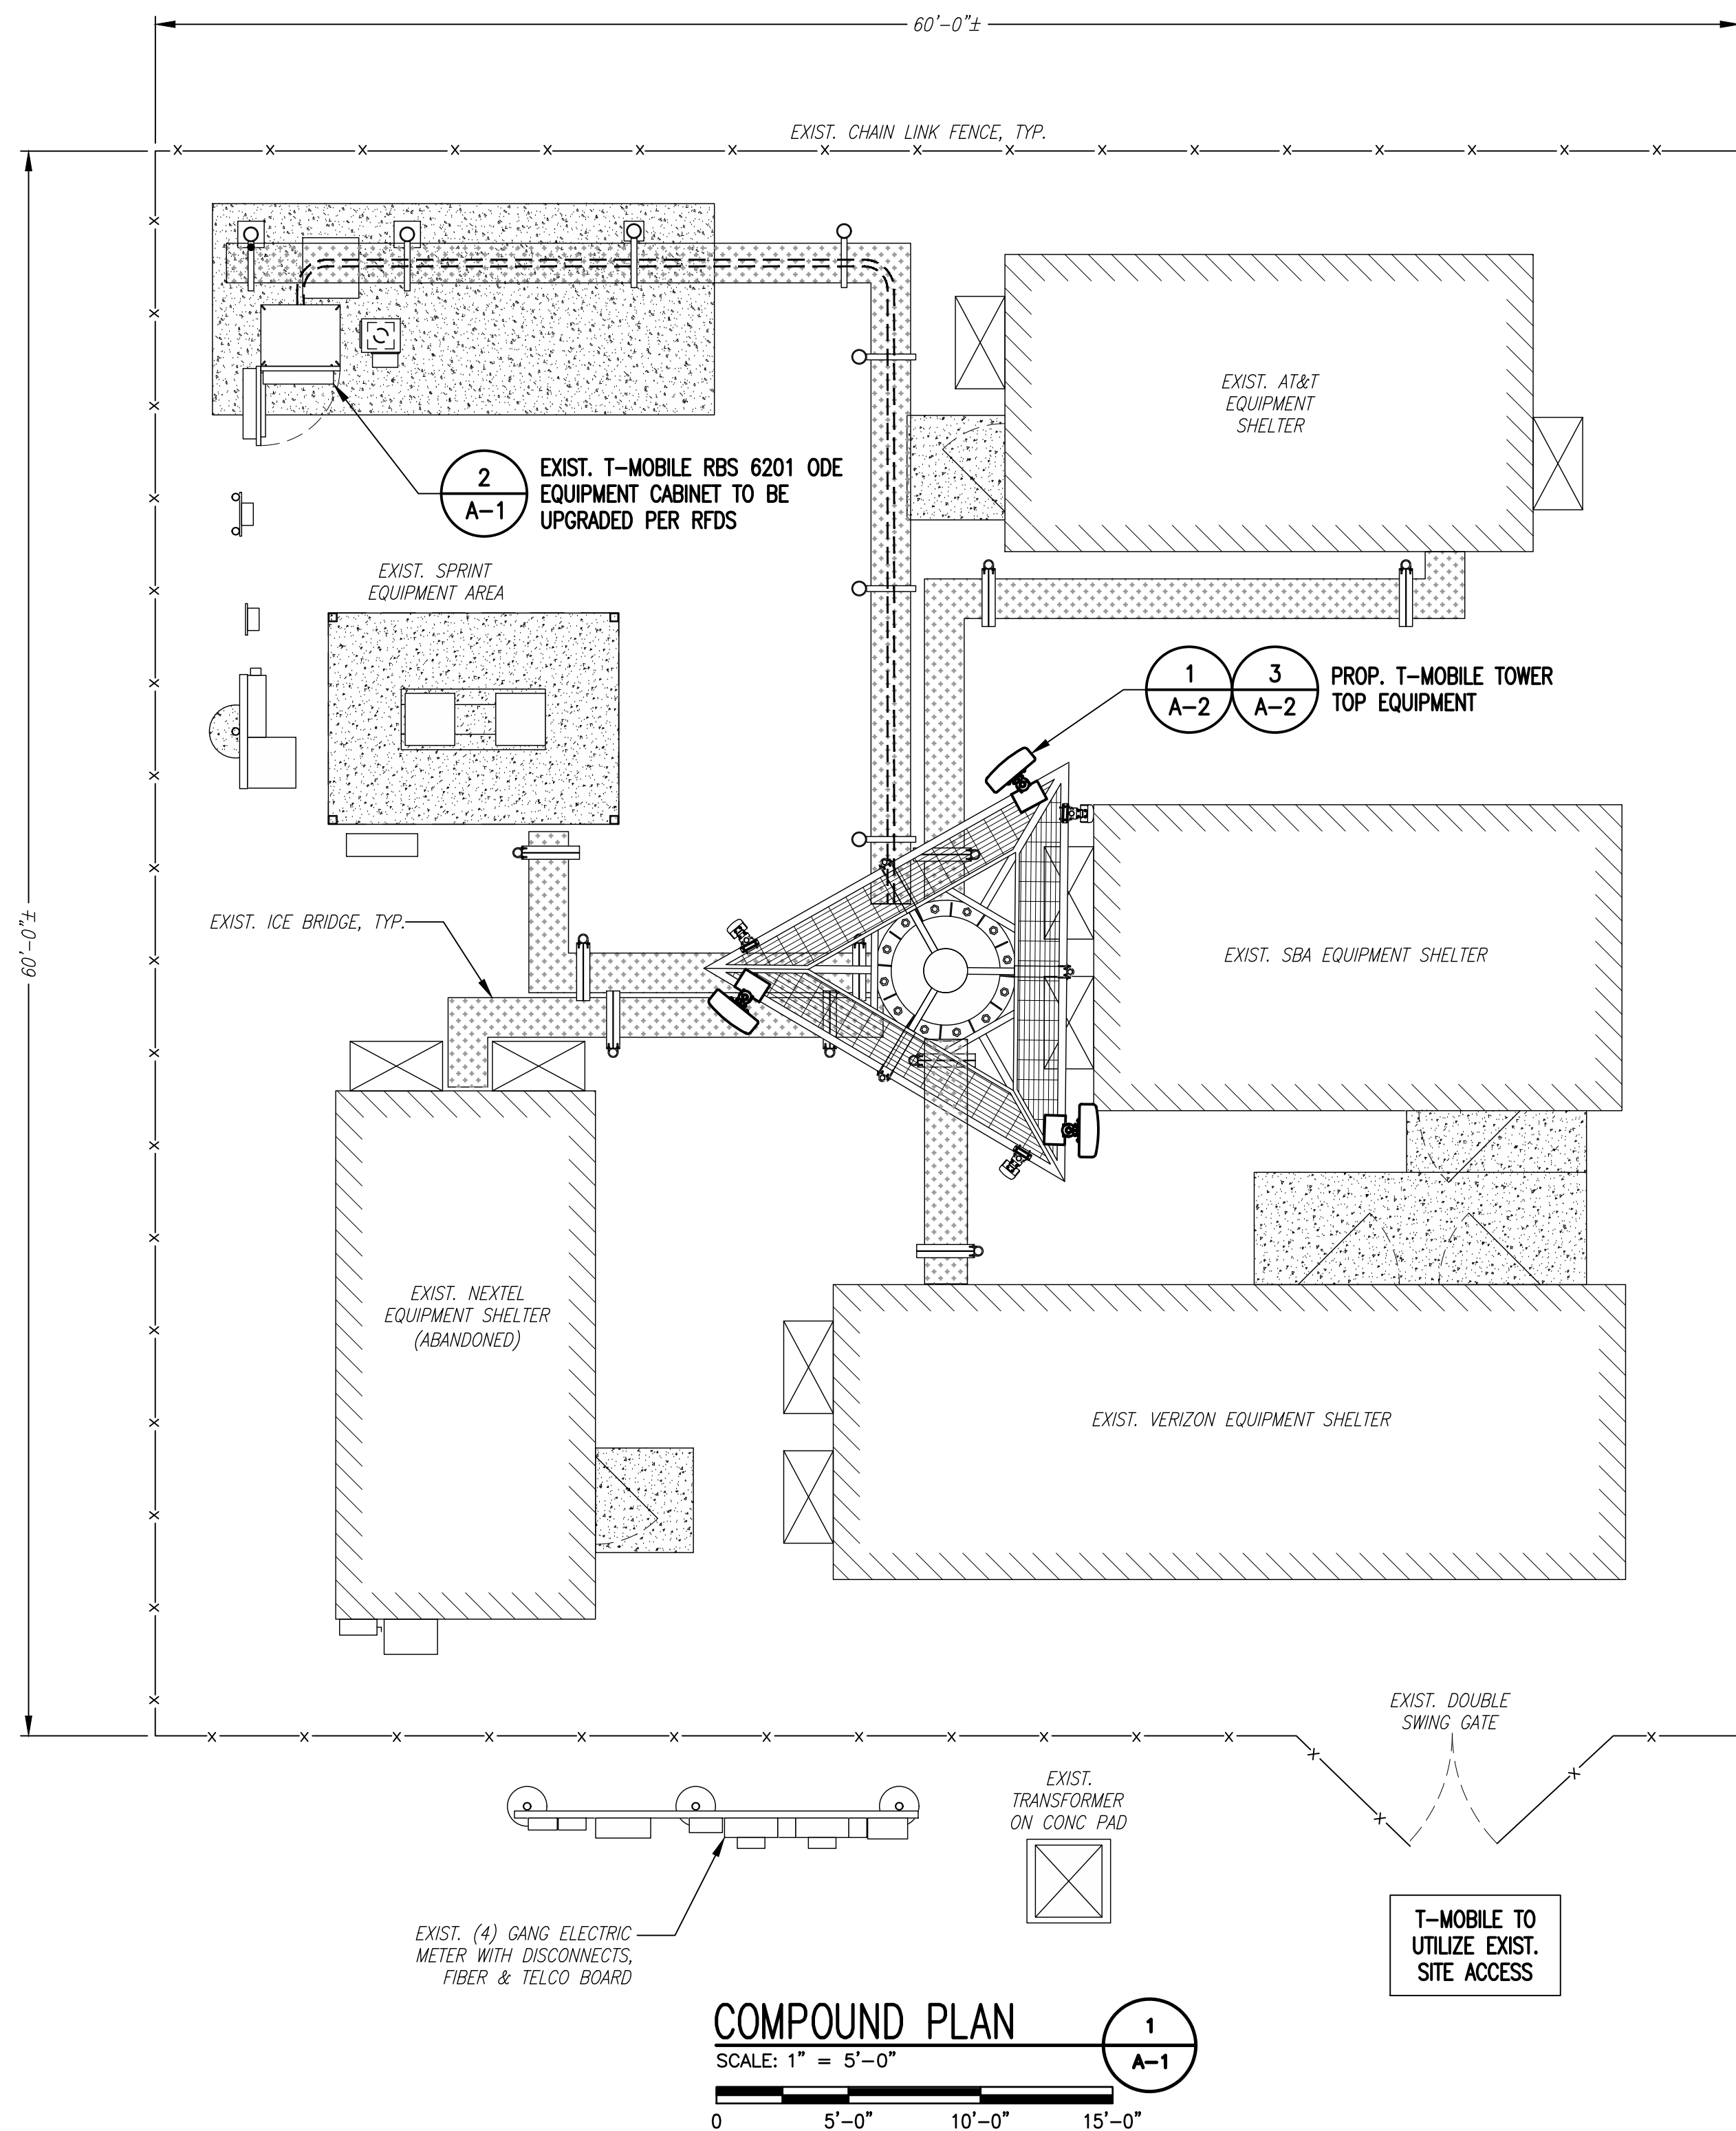 60'-0"±
EXIST. CHAIN LINK FENCE, TYP.
EXIST. AT&T
EQUIPMENT
SHELTER
2
A-1
EXIST. T-MOBILE RBS 6201 ODE
EQUIPMENT CABINET TO BE
UPGRADED PER RFDS
EXIST. SPRINT
EQUIPMENT AREA
1
A-2
3
A-2
PROP. T-MOBILE TOWER
TOP EQUIPMENT
60'-0"±
EXIST. ICE BRIDGE, TYP.
EXIST. SBA EQUIPMENT SHELTER
EXIST. NEXTEL
EQUIPMENT SHELTER
(ABANDONED)
EXIST. VERIZON EQUIPMENT SHELTER
EXIST. DOUBLE
SWING GATE
EXIST.
TRANSFORMER
ON CONC PAD
EXIST. (4) GANG ELECTRIC
METER WITH DISCONNECTS,
FIBER & TELCO BOARD
T-MOBILE TO
UTILIZE EXIST.
SITE ACCESS
COMPOUND PLAN
SCALE: 1" = 5'-0"
1
A-1
0 5'-0" 10'-0" 15'-0"